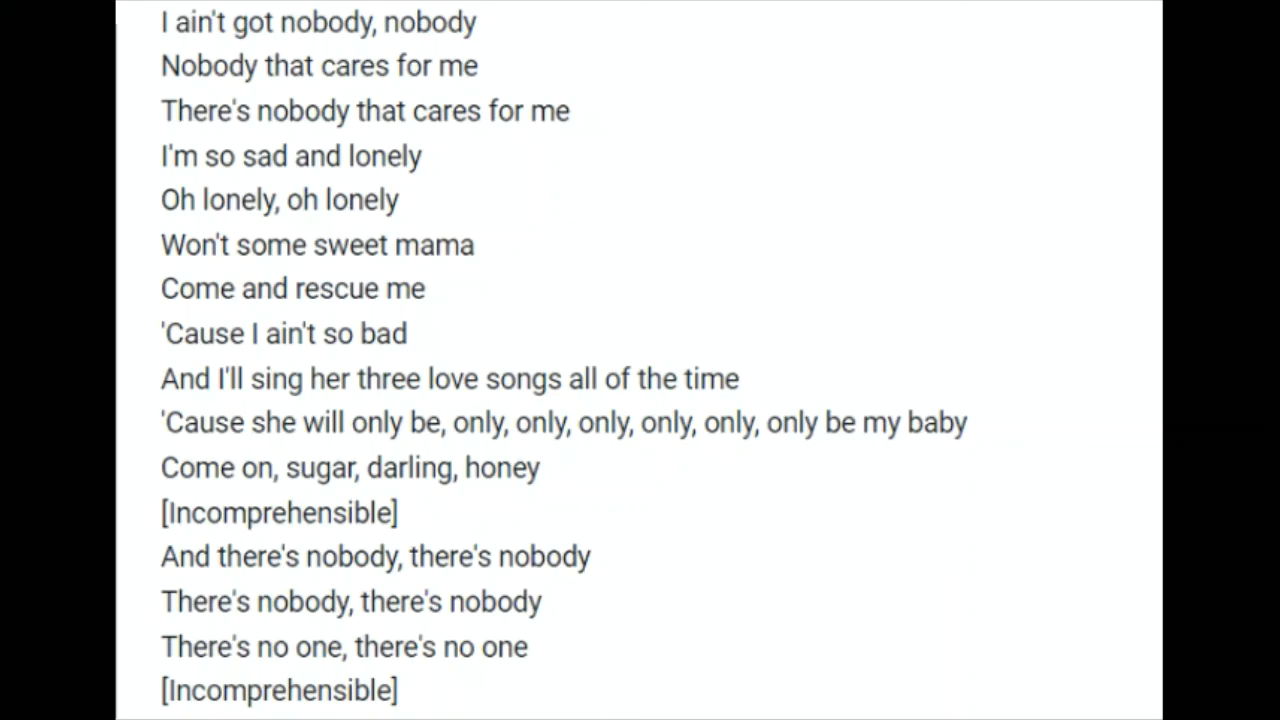 I ain't got nobody, nobody
Nobody that cares for me
There's nobody that cares for me
I'm so sad and lonely
Oh lonely, oh lonely
Won't some sweet mama
Come and rescue me
'Cause I ain't so bad
And I'll sing her three love songs all of the time
'Cause she will only be, only, only, only, only, only, only be my baby
Come on, sugar, darling, honey
[Incomprehensible]
And there's nobody, there's nobody
There's nobody, there's nobody
There's no one, there's no one
[Incomprehensible]